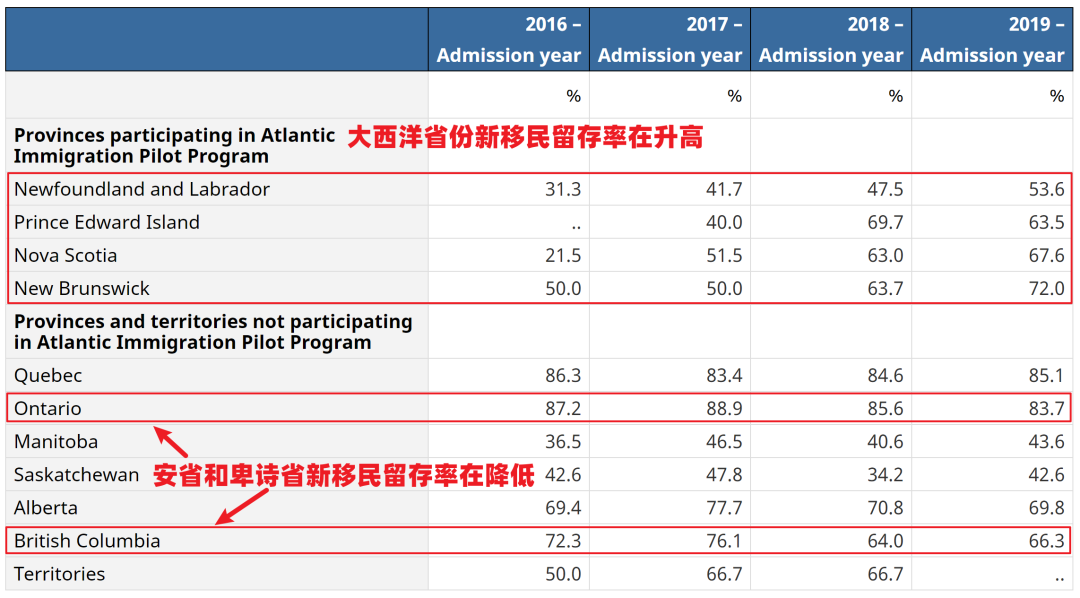 2016 – Admission year 2017 – Admission year 2018 – Admission year 2019 – Admission year
% % % %
Provinces participating in Atlantic Immigration Pilot Program 大西洋省份新移民留存率在升高
Newfoundland and Labrador 31.3 41.7 47.5 53.6
Prince Edward Island .. 40.0 69.7 63.5
Nova Scotia 21.5 51.5 63.0 67.6
New Brunswick 50.0 50.0 63.7 72.0
Provinces and territories not participating
in Atlantic Immigration Pilot Program
Quebec 86.3 83.4 84.6 85.1
Ontario 87.2 88.9 85.6 83.7
Manitoba 36.5 46.5 40.6 43.6
Saskatchewan 安省和卑诗省新移民留存率在降低 42.6 47.8 34.2 42.6
Alberta 69.4 77.7 70.8 69.8
British Columbia 72.3 76.1 64.0 66.3
Territories 50.0 66.7 66.7 ..